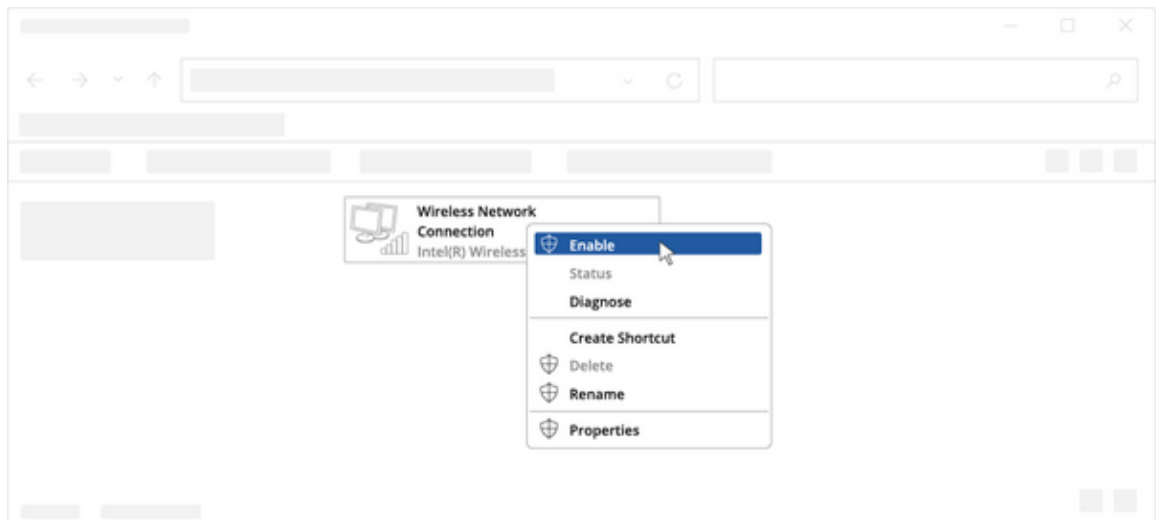 Wireless Network
Connection
Intel(R) Wireless
Enable
Status
Diagnose
Create Shortcut
Delete
Rename
Properties